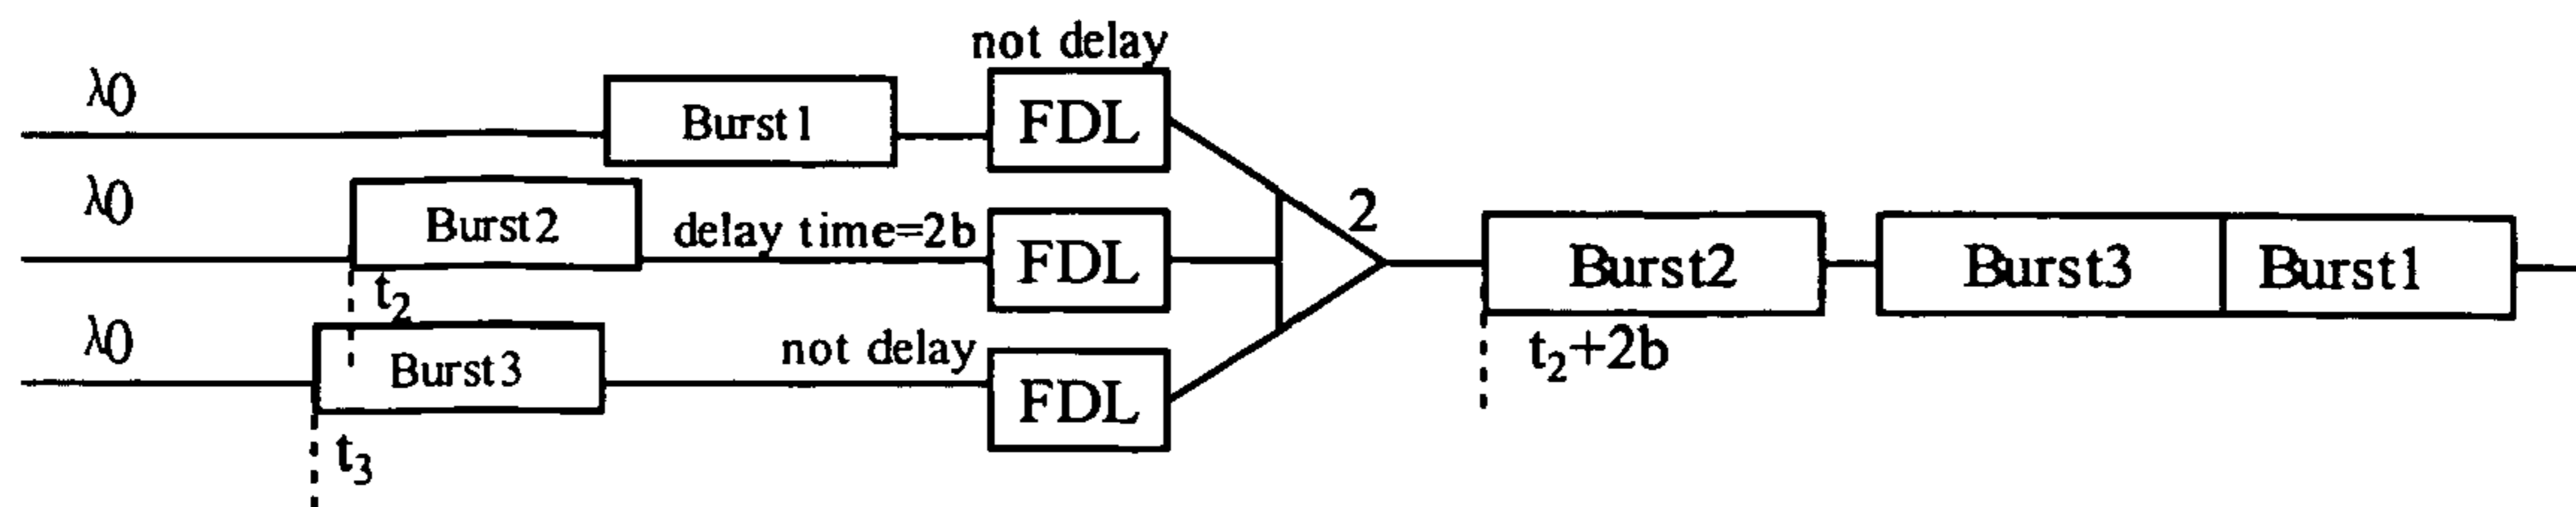 not delay
λ0
Burst1
FDL
λ0
Burst2
delay time=2b
FDL
2
Burst2
Burst3
Burst1
t₂
t₂+2b
λ0
Burst3
not delay
FDL
t₃